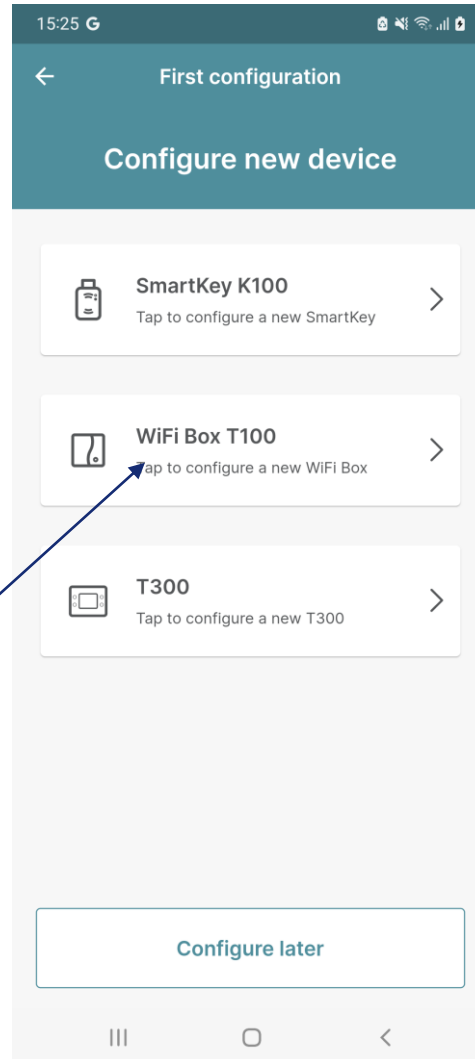 15:25 G
First configuration
Configure new device
SmartKey K100
Tap to configure a new SmartKey
WiFi Box T100
Tap to configure a new WiFi Box
T300
Tap to configure a new T300
Configure later